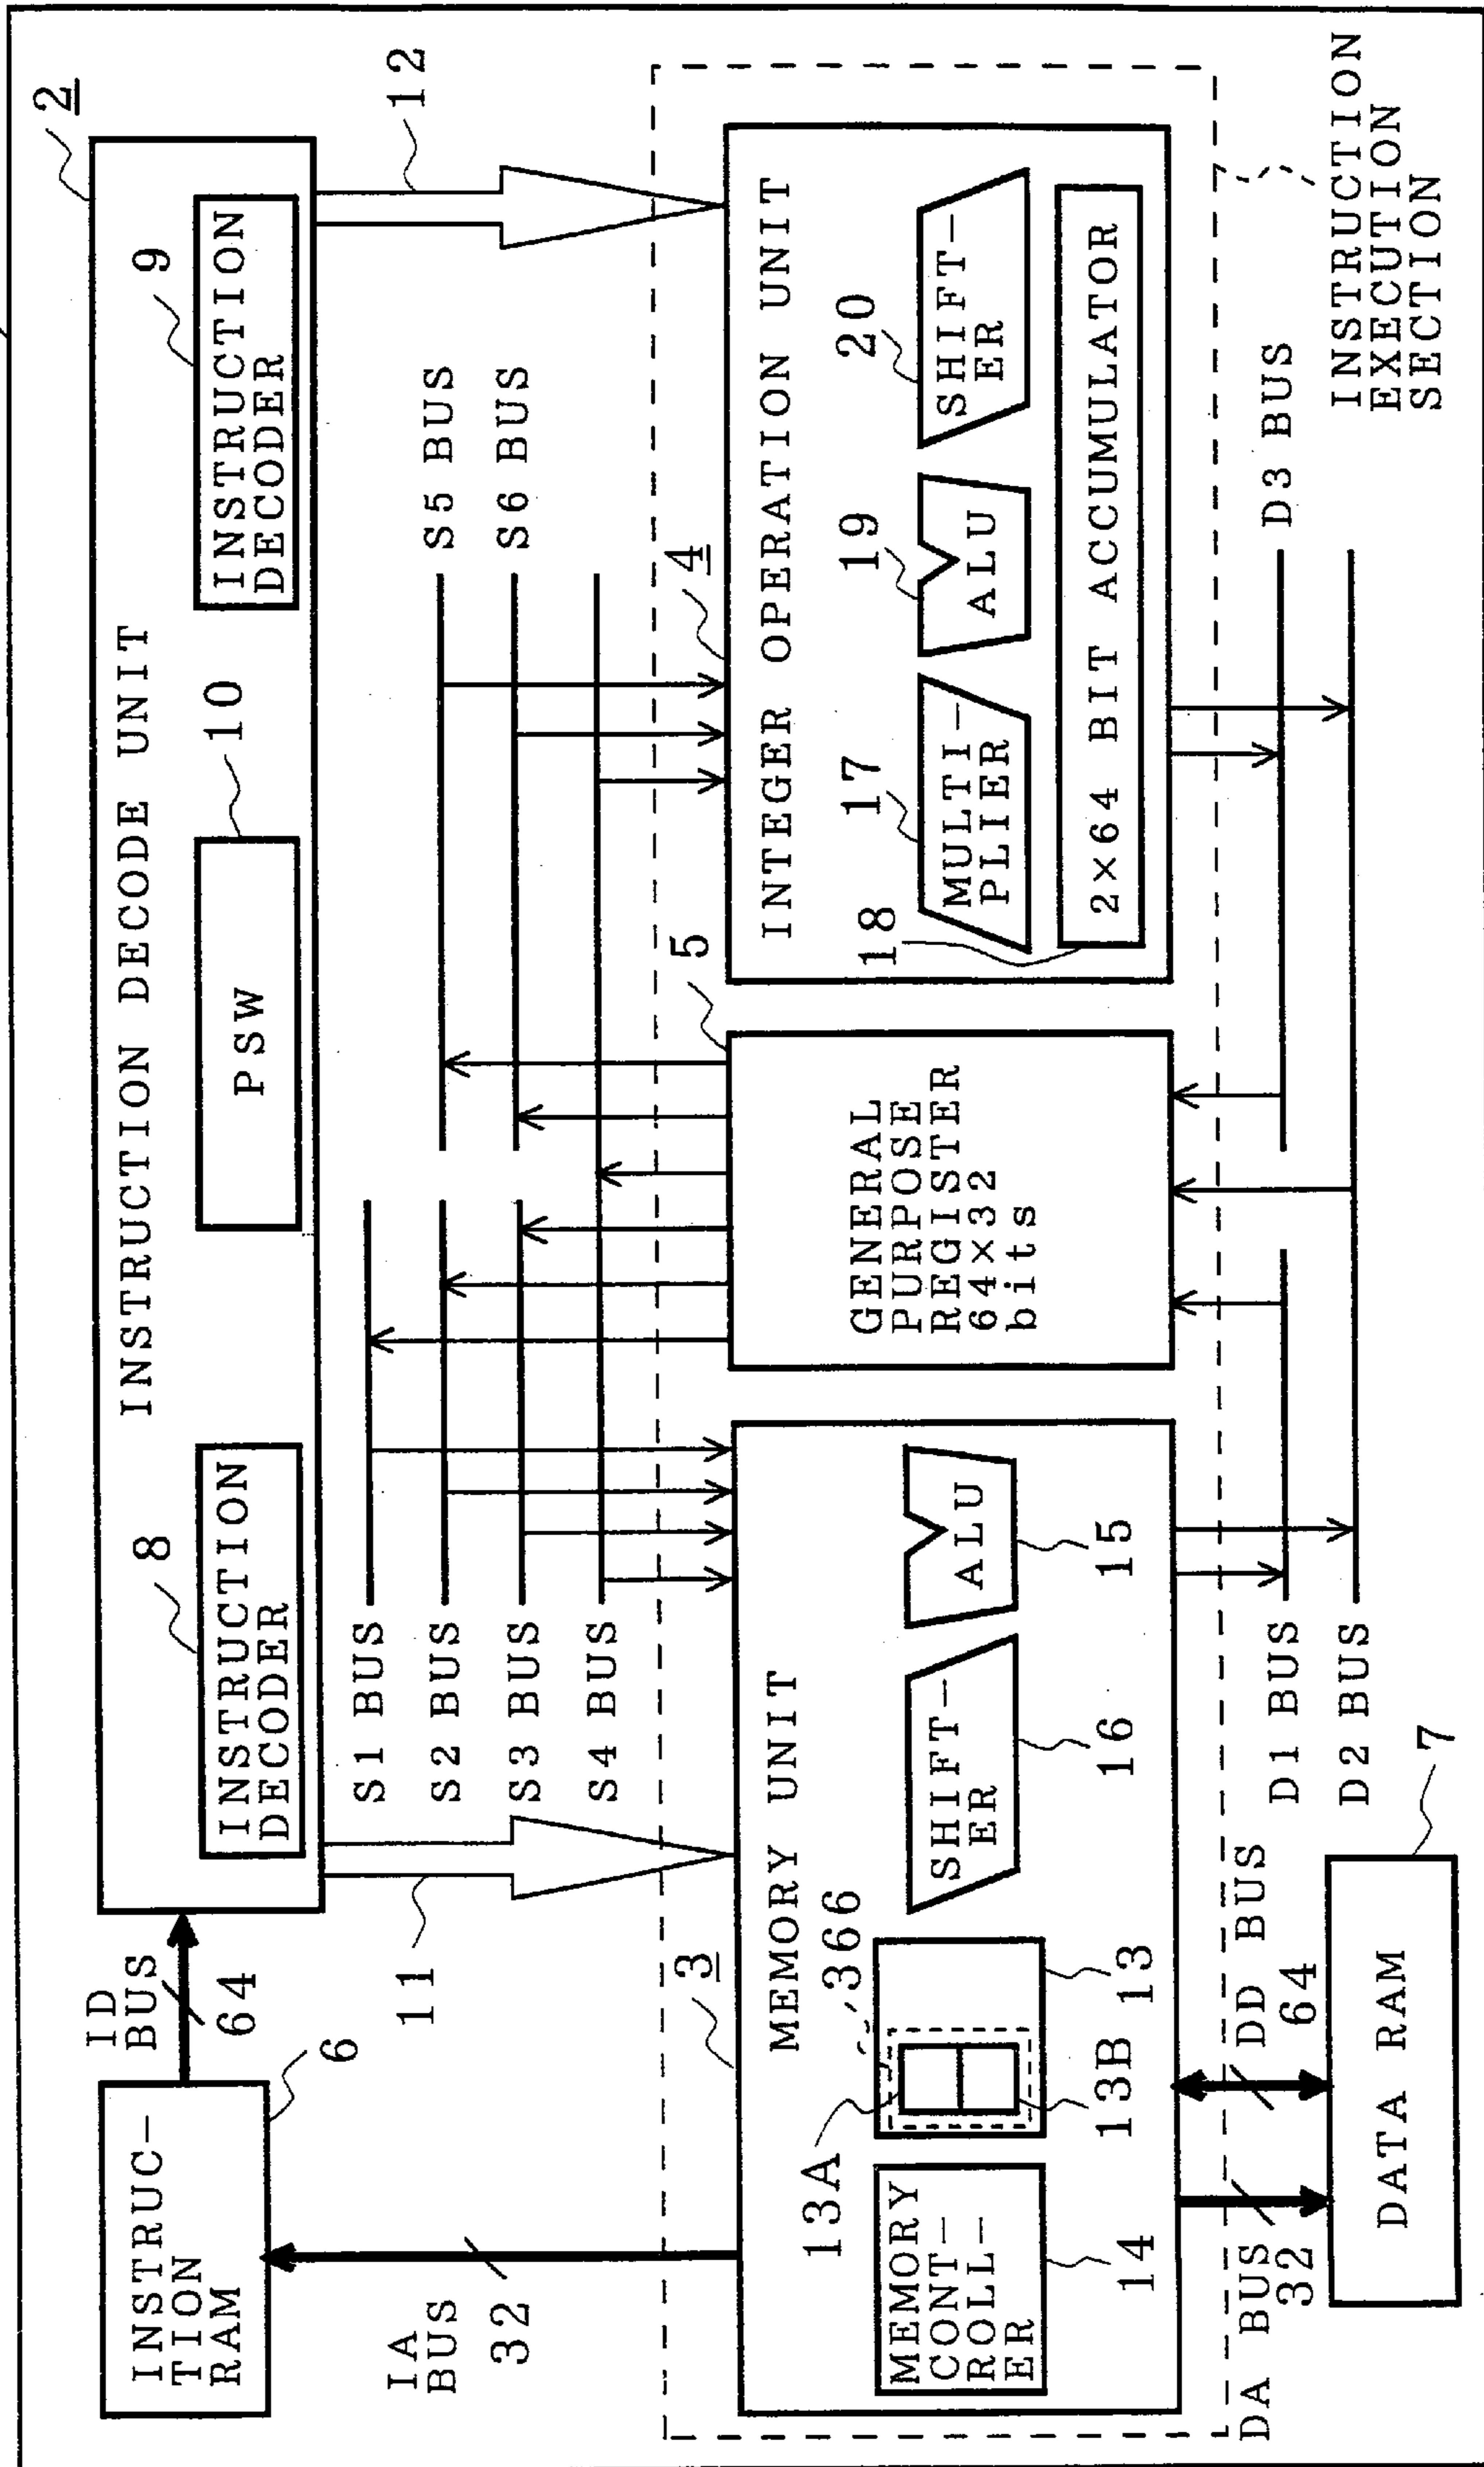 2
INSTRUCTION DECODE UNIT
8
INSTRUCTION
DECODER
10
PSW
9
INSTRUCTION
DECODER
INSTRUC-
TION
RAM
6
ID
BUS
64
IA
BUS
32
11
12
S1 BUS
S2 BUS
S3 BUS
S4 BUS
S5 BUS
S6 BUS
3
MEMORY UNIT
MEMORY
CONT-
ROLL-
ER
14
13A
366
13B
13
SHIFT-
ER
16
ALU
15
5
GENERAL
PURPOSE
REGISTER
64×32
bits
4
INTEGER OPERATION UNIT
17
MULTI-
PLIER
19
ALU
20
SHIFT-
ER
18
2×64 BIT ACCUMULATOR
DA BUS
32
DD BUS
64
DATA RAM
7
D1 BUS
D2 BUS
D3 BUS
INSTRUCTION
EXECUTION
SECTION